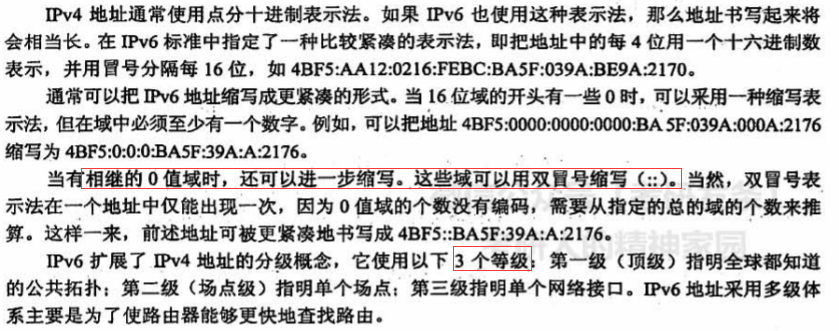 IPv4 地址通常使用点分十进制表示法。如果 IPv6 也使用这种表示法，那么地址书写起来将
会相当长。在 IPv6 标准中指定了一种比较紧凑的表示法，即把地址中的每 4 位用一个十六进制数
表示，并用冒号分隔每 16 位，如 4BF5:AA12:0216:FEBC:BA5F:039A:BE9A:2170。
通常可以把 IPv6 地址缩写成更紧凑的形式。当 16 位域的开头有一些 0 时，可以采用一种缩写表
示法，但在域中必须至少有一个数字。例如，可以把地址 4BF5:0000:0000:0000:BA 5F:039A:000A:2176
缩写为 4BF5:0:0:0:BA5F:39A:A:2176。
当有相继的 0 值域时，还可以进一步缩写。这些域可以用双冒号缩写（::）。当然，双冒号表
示法在一个地址中仅能出现一次，因为 0 值域的个数没有编码，需要从指定的总的域的个数来推
算。这样一来，前述地址可被更紧凑地书写成 4BF5::BA5F:39A:A:2176。
IPv6 扩展了 IPv4 地址的分级概念，它使用以下 3 个等级：第一级（顶级）指明全球都知道
的公共拓扑；第二级（场点级）指明单个场点；第三级指明单个网络接口。IPv6 地址采用多级体
系主要是为了使路由器能够更快地查找路由。